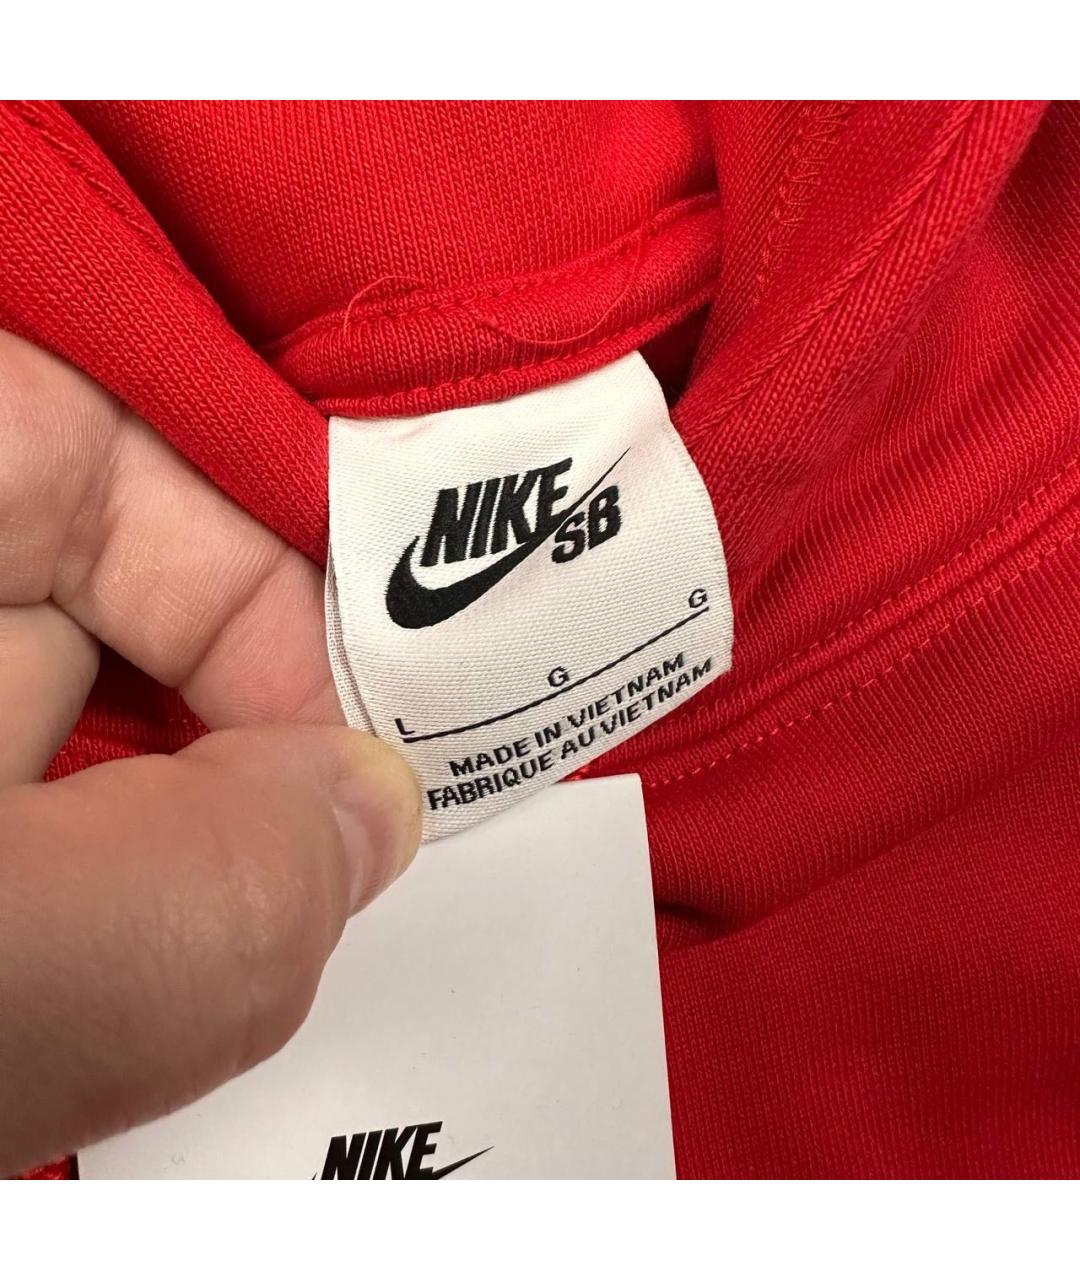 NIKE
SB
L G G
MADE IN VIETNAM
FABRIQUE AU VIETNAM
NIKE